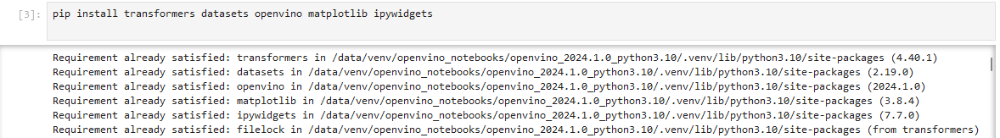 [3]: pip install transformers datasets openvino matplotlib ipywidgets
Requirement already satisfied: transformers in /data/venv/openvino_notebooks/openvino_2024.1.0_python3.10/.venv/lib/python3.10/site-packages (4.40.1)
Requirement already satisfied: datasets in /data/venv/openvino_notebooks/openvino_2024.1.0_python3.10/.venv/lib/python3.10/site-packages (2.19.0)
Requirement already satisfied: openvino in /data/venv/openvino_notebooks/openvino_2024.1.0_python3.10/.venv/lib/python3.10/site-packages (2024.1.0)
Requirement already satisfied: matplotlib in /data/venv/openvino_notebooks/openvino_2024.1.0_python3.10/.venv/lib/python3.10/site-packages (3.8.4)
Requirement already satisfied: ipywidgets in /data/venv/openvino_notebooks/openvino_2024.1.0_python3.10/.venv/lib/python3.10/site-packages (7.7.0)
Requirement already satisfied: filelock in /data/venv/openvino_notebooks/openvino_2024.1.0_python3.10/.venv/lib/python3.10/site-packages (from transformers)